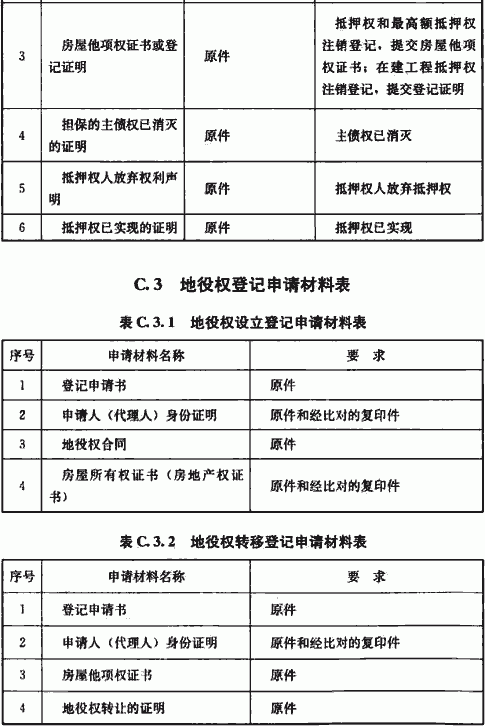 抵押权和最高额抵押权
注销登记，提交房屋他项
权证书；在建工程抵押权
注销登记，提交登记证明
3 房屋他项权证书或登
记证明
原件
4 担保的主债权已消灭
的证明
原件 主债权已消灭
5 抵押权人放弃权利声
明
原件 抵押权人放弃抵押权
6 抵押权已实现的证明 原件 抵押权已实现
C.3 地役权登记申请材料表
表 C.3.1 地役权设立登记申请材料表
序号 申请材料名称 要 求
1 登记申请书 原件
2 申请人（代理人）身份证明 原件和经比对的复印件
3 地役权合同 原件
4 房屋所有权证书（房地产权证
书）
原件和经比对的复印件
表 C.3.2 地役权转移登记申请材料表
序号 申请材料名称 要 求
1 登记申请书 原件
2 申请人（代理人）身份证明 原件和经比对的复印件
3 房屋他项权证书 原件
4 地役权转让的证明 原件